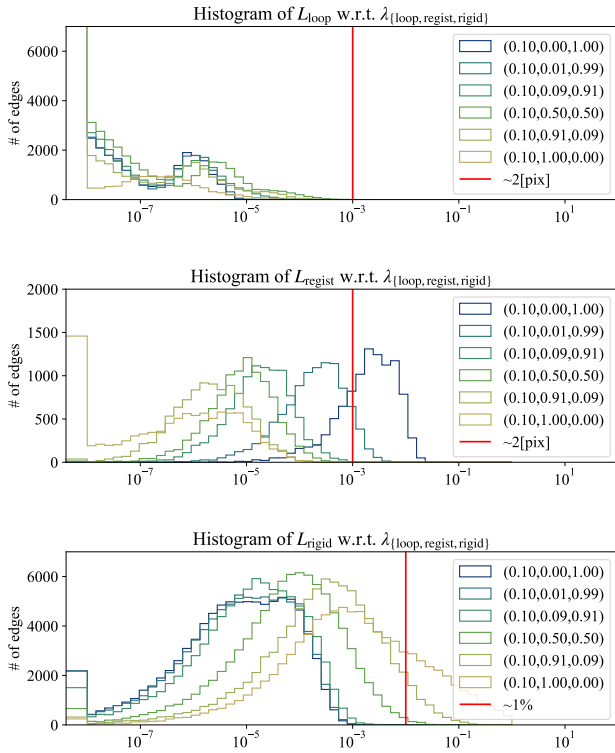 Histogram of L_loop w.r.t. λ_{loop, regist, rigid}
6000
4000
2000
0
# of edges
(0.10,0.00,1.00)
(0.10,0.01,0.99)
(0.10,0.09,0.91)
(0.10,0.50,0.50)
(0.10,0.91,0.09)
(0.10,1.00,0.00)
~2[pix]
10⁻⁷ 10⁻⁵ 10⁻³ 10⁻¹ 10¹
Histogram of L_regist w.r.t. λ_{loop, regist, rigid}
2000
1500
1000
500
0
# of edges
(0.10,0.00,1.00)
(0.10,0.01,0.99)
(0.10,0.09,0.91)
(0.10,0.50,0.50)
(0.10,0.91,0.09)
(0.10,1.00,0.00)
~2[pix]
10⁻⁷ 10⁻⁵ 10⁻³ 10⁻¹ 10¹
Histogram of L_rigid w.r.t. λ_{loop, regist, rigid}
6000
4000
2000
0
# of edges
(0.10,0.00,1.00)
(0.10,0.01,0.99)
(0.10,0.09,0.91)
(0.10,0.50,0.50)
(0.10,0.91,0.09)
(0.10,1.00,0.00)
~1%
10⁻⁷ 10⁻⁵ 10⁻³ 10⁻¹ 10¹